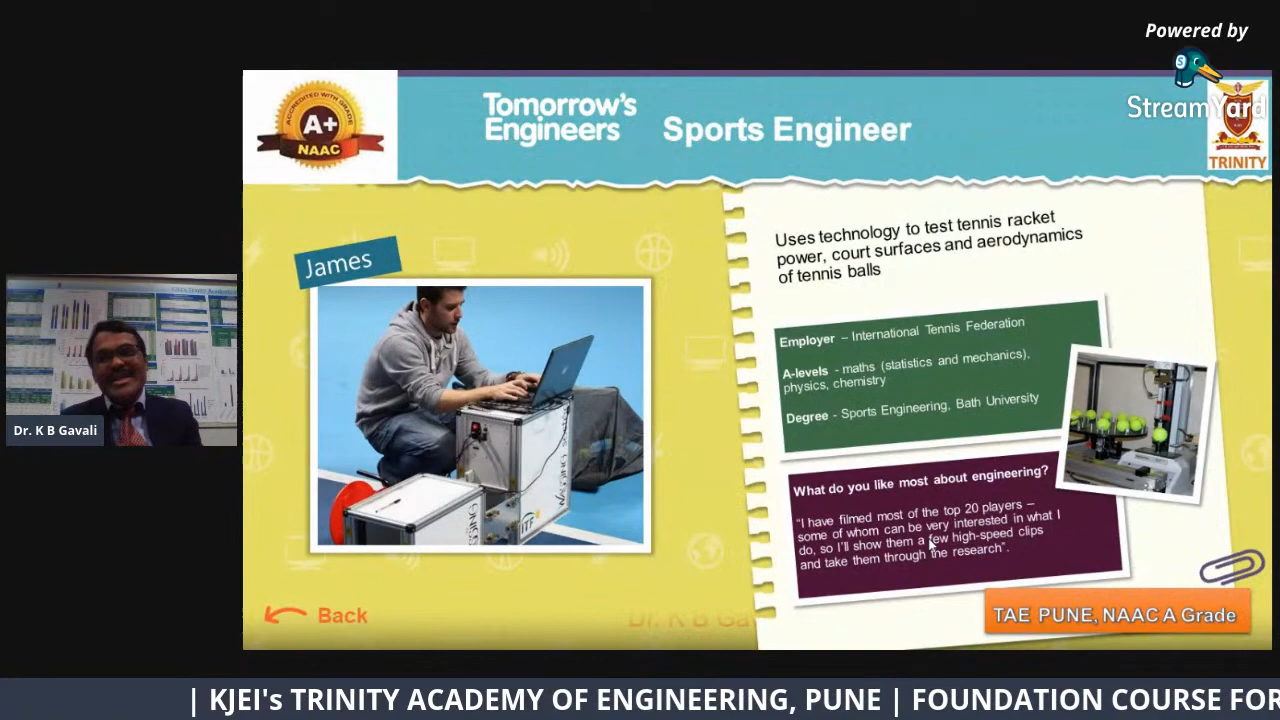 Powered by
StreamYard
ACCREDITED WITH GRADE
A+
NAAC
Tomorrow's
Engineers
Sports Engineer
TRINITY
James
Uses technology to test tennis racket
power, court surfaces and aerodynamics
of tennis balls
Employer – International Tennis Federation
A-levels - maths (statistics and mechanics),
physics, chemistry
Degree - Sports Engineering, Bath University
What do you like most about engineering?
"I have filmed most of the top 20 players –
some of whom can be very interested in what I
do, so I'll show them a few high-speed clips
and take them through the research".
ITF
Dr. K B Gavali
Back
Dr. K B Ga
TAE PUNE, NAAC A Grade
| KJEI's TRINITY ACADEMY OF ENGINEERING, PUNE | FOUNDATION COURSE FOR